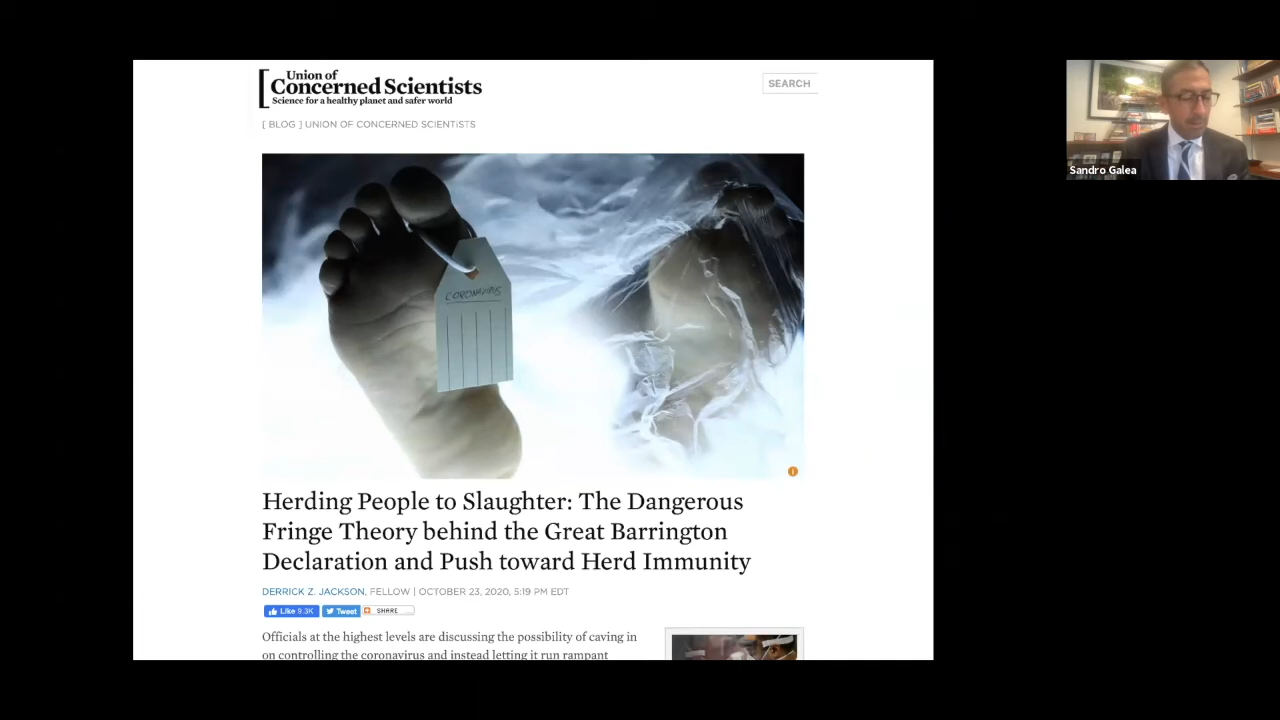 Union of
Concerned Scientists
Science for a healthy planet and safer world
SEARCH
[ BLOG ] UNION OF CONCERNED SCIENTISTS
Sandro Galea
CORONAVIRUS
Herding People to Slaughter: The Dangerous
Fringe Theory behind the Great Barrington
Declaration and Push toward Herd Immunity
DERRICK Z. JACKSON, FELLOW | OCTOBER 23, 2020, 5:19 PM EDT
Like 9.3K Tweet SHARE
Officials at the highest levels are discussing the possibility of caving in
on controlling the coronavirus and instead letting it run rampant